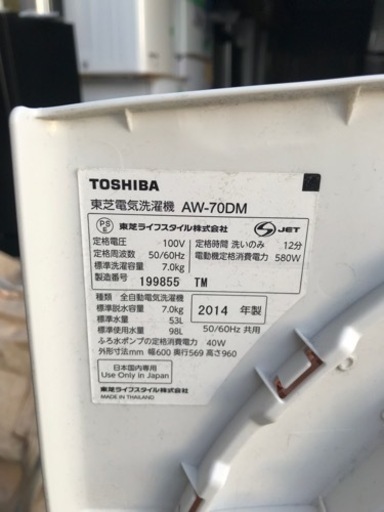 TOSHIBA
東芝電気洗濯機 AW-70DM
PSE 東芝ライフスタイル株式会社 S JET
定格電圧 100V 定格時間 洗いのみ 12分
定格周波数 50/60Hz 電動機定格消費電力 580W
標準洗濯容量 7.0kg
製造番号 199855 TM
種類 全自動電気洗濯機
標準脱水容量 7.0kg 2014 年製
標準水量 53L
標準使用水量 98L 50/60Hz 共用
ふろ水ポンプの定格消費電力 40W
外形寸法mm 幅600 奥行569 高さ960
日本国内専用
Use Only in Japan
東芝ライフスタイル株式会社
MADE IN THAILAND